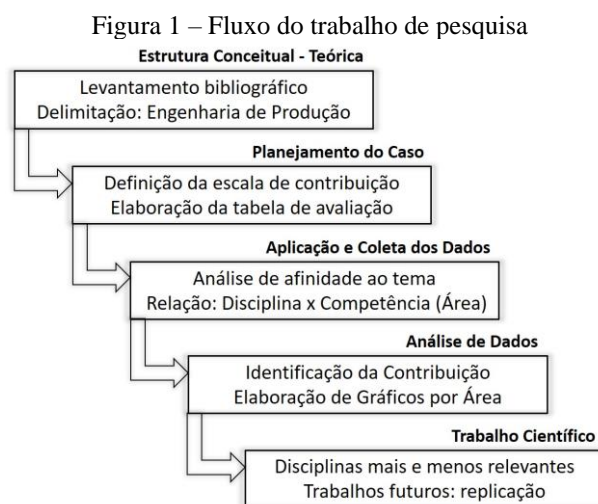 Figura 1 – Fluxo do trabalho de pesquisa
Estrutura Conceitual - Teórica
Levantamento bibliográfico
Delimitação: Engenharia de Produção
Planejamento do Caso
Definição da escala de contribuição
Elaboração da tabela de avaliação
Aplicação e Coleta dos Dados
Análise de afinidade ao tema
Relação: Disciplina x Competência (Área)
Análise de Dados
Identificação da Contribuição
Elaboração de Gráficos por Área
Trabalho Científico
Disciplinas mais e menos relevantes
Trabalhos futuros: replicação